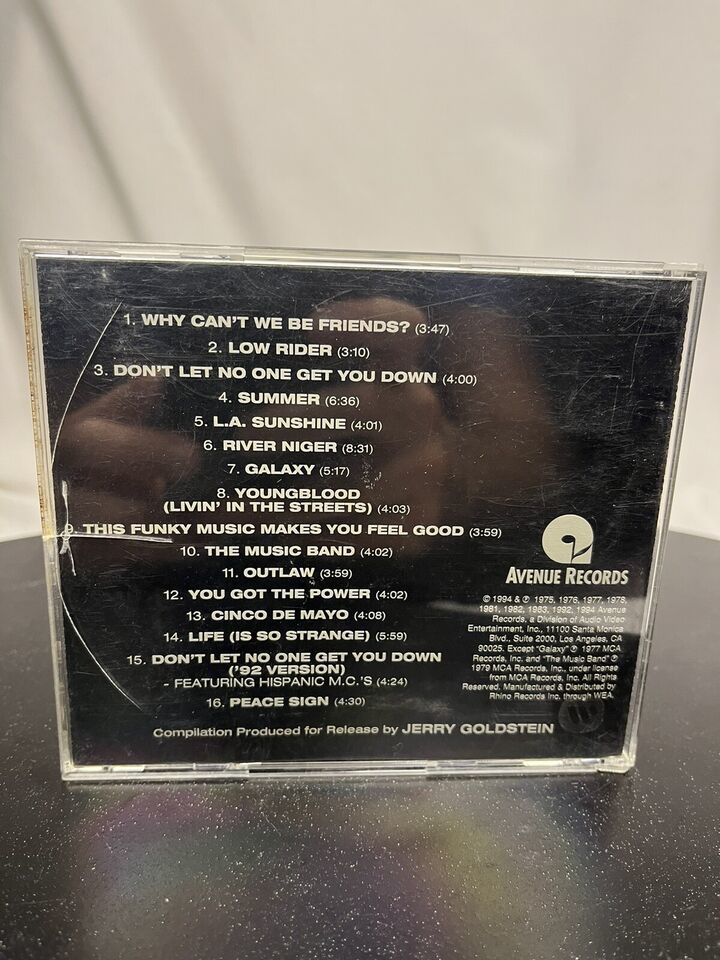 1. WHY CAN'T WE BE FRIENDS? (3:47)
2. LOW RIDER (3:10)
3. DON'T LET NO ONE GET YOU DOWN (4:00)
4. SUMMER (6:36)
5. L.A. SUNSHINE (4:01)
6. RIVER NIGER (8:31)
7. GALAXY (5:17)
8. YOUNGBLOOD
(LIVIN' IN THE STREETS) (4:03)
9. THIS FUNKY MUSIC MAKES YOU FEEL GOOD (3:59)
10. THE MUSIC BAND (4:02)
11. OUTLAW (3:59)
12. YOU GOT THE POWER (4:02)
13. CINCO DE MAYO (4:08)
14. LIFE (IS SO STRANGE) (5:59)
15. DON'T LET NO ONE GET YOU DOWN
('92 VERSION)
- FEATURING HISPANIC M.C.'S (4:24)
16. PEACE SIGN (4:30)
Compilation Produced for Release by JERRY GOLDSTEIN
AVENUE RECORDS
© 1994 & ℗ 1975, 1976, 1977, 1978,
1981, 1982, 1983, 1992, 1994 Avenue
Records, a Division of Audio Video
Entertainment, Inc., 11100 Santa Monica
Blvd., Suite 2000, Los Angeles, CA
90025. Except "Galaxy" ℗ 1977 MCA
Records, Inc. and "The Music Band" ℗
1979 MCA Records, Inc., under license
from MCA Records, Inc. All Rights
Reserved. Manufactured & Distributed by
Rhino Records Inc. through WEA.